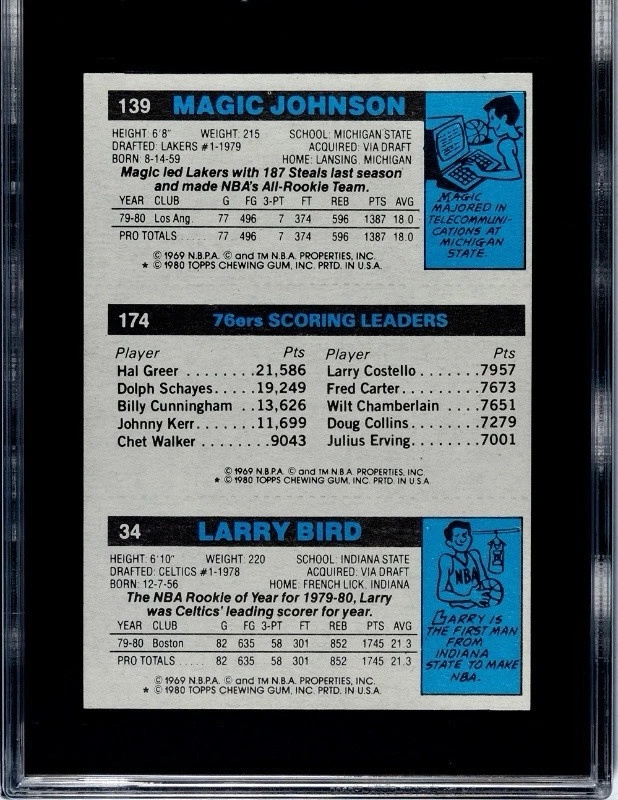 139 MAGIC JOHNSON
HEIGHT: 6'8" WEIGHT: 215 SCHOOL: MICHIGAN STATE
DRAFTED: LAKERS #1-1979 ACQUIRED: VIA DRAFT
BORN: 8-14-59 HOME: LANSING, MICHIGAN
Magic led Lakers with 187 Steals last season
and made NBA's All-Rookie Team.
YEAR CLUB G FG 3-PT FT REB PTS AVG
79-80 Los Ang. 77 496 7 374 596 1387 18.0
PRO TOTALS ..... 77 496 7 374 596 1387 18.0
© 1969 N.B.P.A. © and TM N.B.A. PROPERTIES, INC.
★ © 1980 TOPPS CHEWING GUM, INC. PRTD. IN U.S.A.
MAGIC
MAJORED IN
TELECOMMUNI-
CATIONS AT
MICHIGAN
STATE.
174 76ers SCORING LEADERS
Player Pts Player Pts
Hal Greer ........21,586 Larry Costello.......7957
Dolph Schayes.....19,249 Fred Carter.........7673
Billy Cunningham ..13,626 Wilt Chamberlain ....7651
Johnny Kerr......11,699 Doug Collins........7279
Chet Walker ........9043 Julius Erving.......7001
© 1969 N.B.P.A. © and TM N.B.A. PROPERTIES, INC.
★ © 1980 TOPPS CHEWING GUM, INC. PRTD. IN U.S.A.
34 LARRY BIRD
HEIGHT: 6'10" WEIGHT: 220 SCHOOL: INDIANA STATE
DRAFTED: CELTICS #1-1978 ACQUIRED: VIA DRAFT
BORN: 12-7-56 HOME: FRENCH LICK, INDIANA
The NBA Rookie of Year for 1979-80, Larry
was Celtics' leading scorer for year.
YEAR CLUB G FG 3-PT FT REB PTS AVG
79-80 Boston 82 635 58 301 852 1745 21.3
PRO TOTALS ..... 82 635 58 301 852 1745 21.3
© 1969 N.B.P.A. © and TM N.B.A. PROPERTIES, INC.
★ © 1980 TOPPS CHEWING GUM, INC. PRTD. IN U.S.A.
NBA
LARRY IS
THE FIRST MAN
FROM
INDIANA
STATE TO MAKE
NBA.